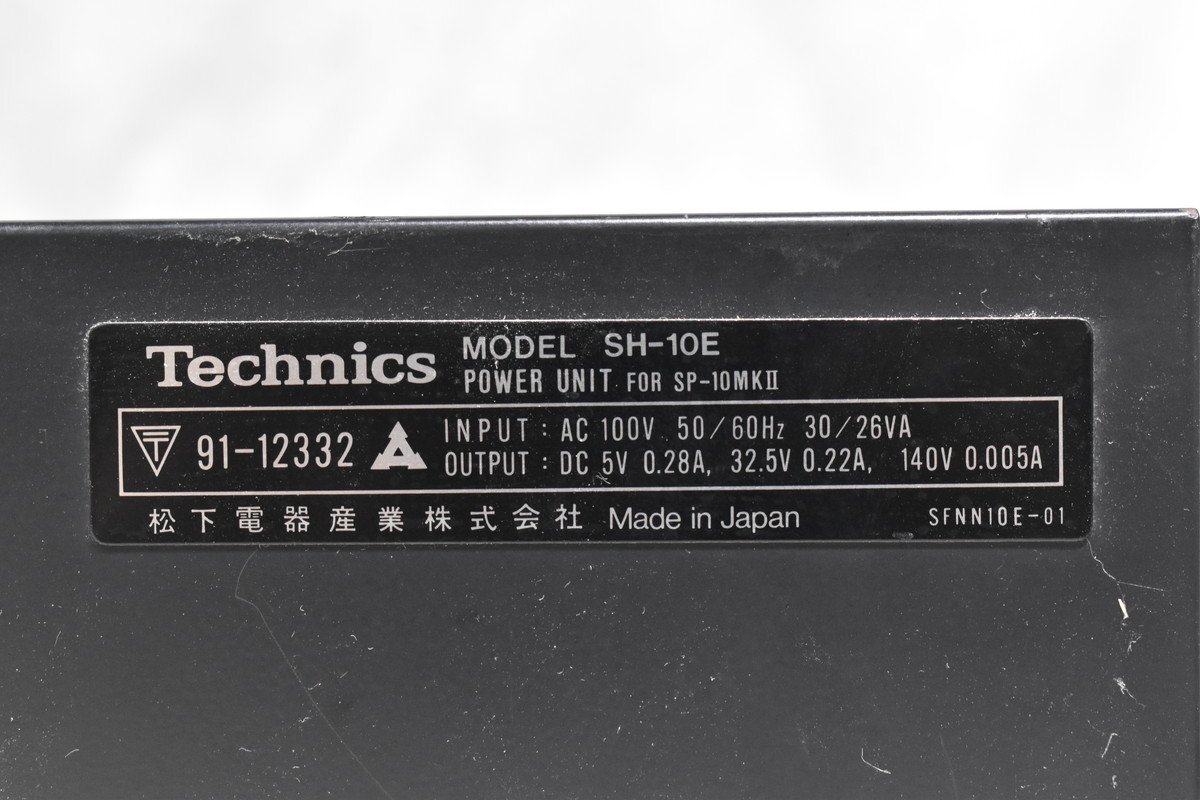 Technics
MODEL SH-10E
POWER UNIT FOR SP-10MKII
〒 91-12332
INPUT : AC 100V 50/60Hz 30/26VA
OUTPUT : DC 5V 0.28A, 32.5V 0.22A, 140V 0.005A
松下電器産業株式会社 Made in Japan
SFNN10E-01